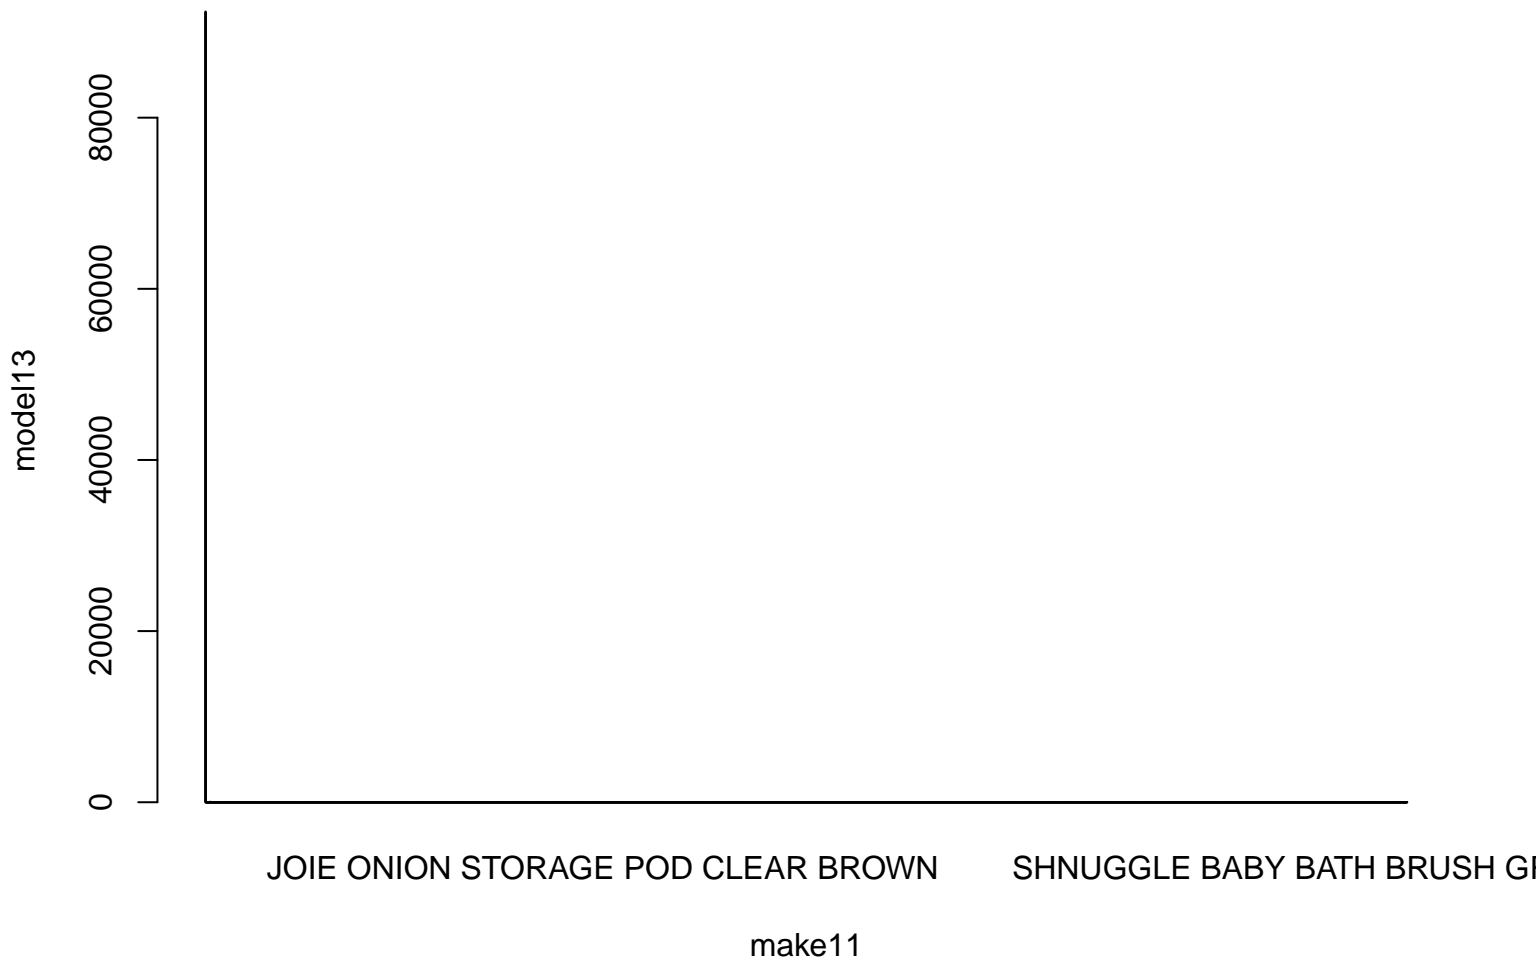 80000
60000
40000
20000
0
model13
JOIE ONION STORAGE POD CLEAR BROWN
SHNUGGLE BABY BATH BRUSH
make11